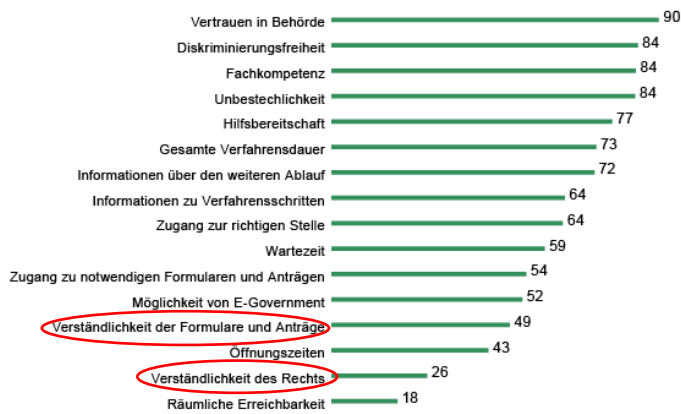 Vertrauen in Behörde 90
Diskriminierungsfreiheit 84
Fachkompetenz 84
Unbestechlichkeit 84
Hilfsbereitschaft 77
Gesamte Verfahrensdauer 73
Informationen über den weiteren Ablauf 72
Informationen zu Verfahrensschritten 64
Zugang zur richtigen Stelle 64
Wartezeit 59
Zugang zu notwendigen Formularen und Anträgen 54
Möglichkeit von E-Government 52
Verständlichkeit der Formulare und Anträge 49
Öffnungszeiten 43
Verständlichkeit des Rechts 26
Räumliche Erreichbarkeit 18